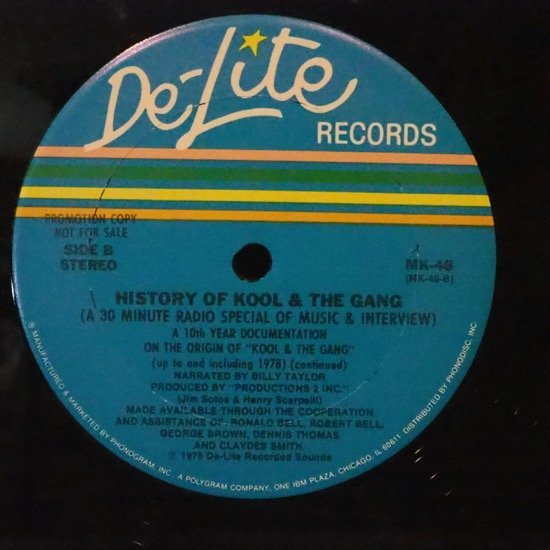 De-Lite
RECORDS
PROMOTION COPY
NOT FOR SALE
SIDE B
STEREO
MK-48
(MK-48-B)
HISTORY OF KOOL & THE GANG
(A 30 MINUTE RADIO SPECIAL OF MUSIC & INTERVIEW)
A 10th YEAR DOCUMENTATION
ON THE ORIGIN OF "KOOL & THE GANG"
(up to and including 1978) (continued)
NARRATED BY BILLY TAYLOR
PRODUCED BY "PRODUCTIONS 2 INC."
(Jim Solos & Henry Scarpelli)
MADE AVAILABLE THROUGH THE COOPERATION
AND ASSISTANCE OF: RONALD BELL, ROBERT BELL,
GEORGE BROWN, DENNIS THOMAS
AND CLAYDES SMITH.
℗ 1978 De-Lite Recorded Sounds
® MANUFACTURED & MARKETED BY PHONOGRAM, INC. A POLYGRAM COMPANY, ONE IBM PLAZA, CHICAGO, IL 60611 DISTRIBUTED BY PHONODISC, INC